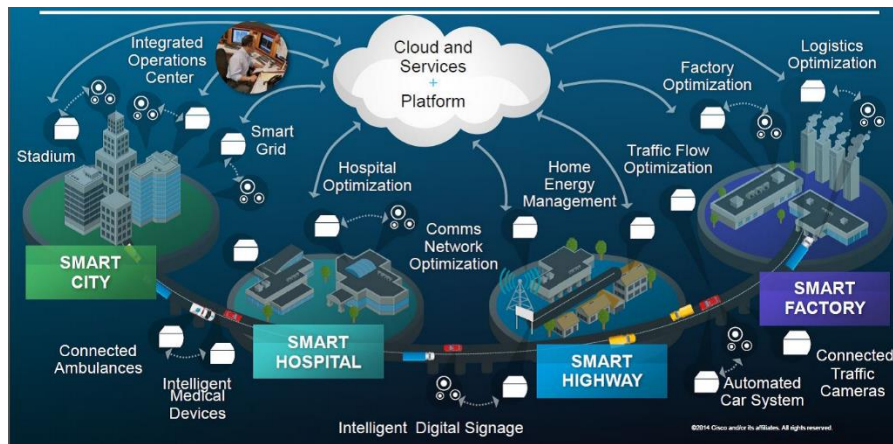 Integrated
Operations
Center
Cloud and
Services
+
Platform
Logistics
Optimization
Factory
Optimization
Stadium
Smart
Grid
Hospital
Optimization
Home
Energy
Management
Traffic Flow
Optimization
Comms
Network
Optimization
SMART
CITY
SMART
HOSPITAL
SMART
HIGHWAY
SMART
FACTORY
Connected
Ambulances
Intelligent
Medical
Devices
Intelligent Digital Signage
Automated
Car System
Connected
Traffic
Cameras
©2014 Cisco and/or its affiliates. All rights reserved.